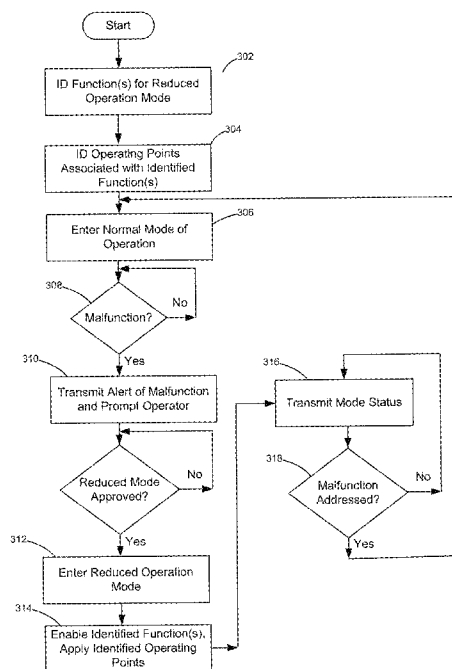 Start
302
ID Function(s) for Reduced
Operation Mode
304
ID Operating Points
Associated with Identified
Function(s)
306
Enter Normal Mode of
Operation
308
Malfunction?
No
Yes
310
Transmit Alert of Malfunction
and Prompt Operator
Reduced Mode
Approved?
No
Yes
312
Enter Reduced Operation
Mode
314
Enable Identified Function(s),
Apply Identified Operating
Points
316
Transmit Mode Status
318
Malfunction
Addressed?
No
Yes